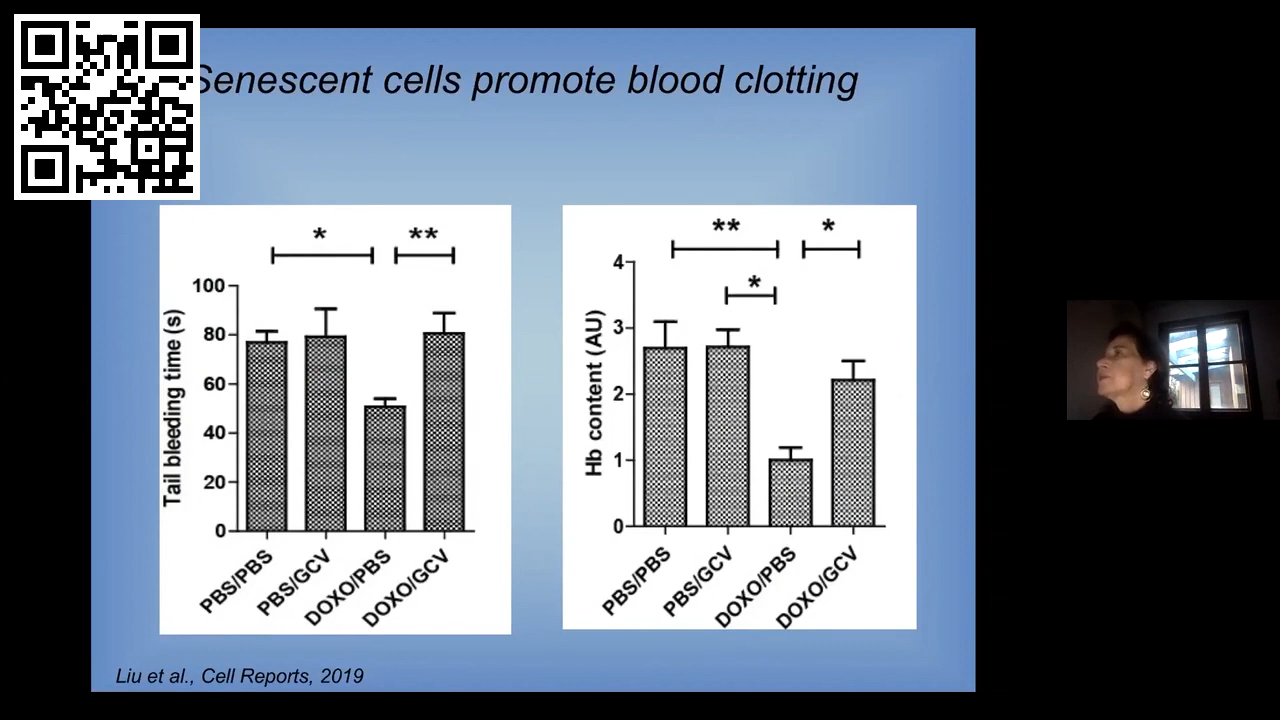 Senescent cells promote blood clotting
* **
100
80
60
40
20
0
Tail bleeding time (s)
PBS/PBS
PBS/GCV
DOXO/PBS
DOXO/GCV
** *
*
4
3
2
1
0
Hb content (AU)
PBS/PBS
PBS/GCV
DOXO/PBS
DOXO/GCV
Liu et al., Cell Reports, 2019